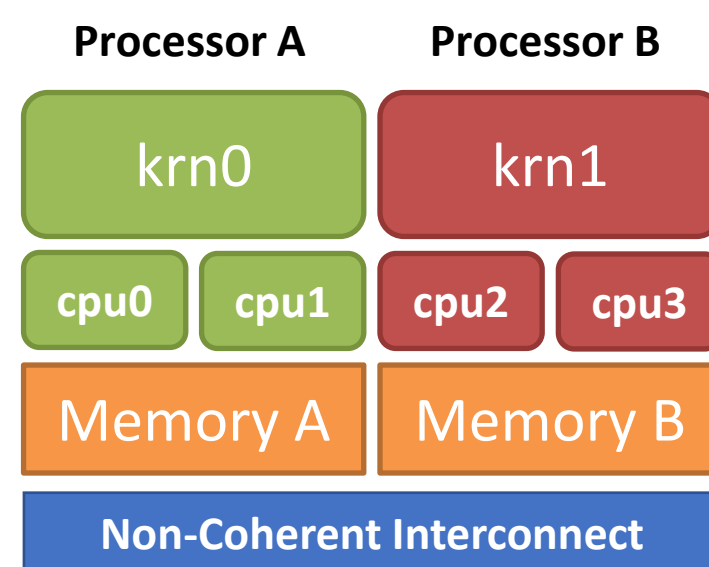 Processor A Processor B
krn0 krn1
cpu0 cpu1 cpu2 cpu3
Memory A Memory B
Non-Coherent Interconnect